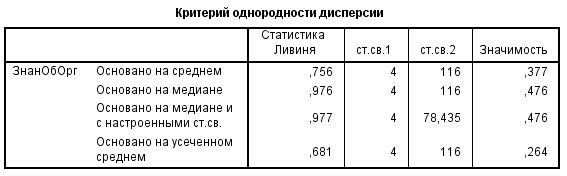 Критерий однородности дисперсии
Статистика Ливиня ст.св.1 ст.св.2 Значимость
ЗнанОбОрг Основано на среднем ,756 4 116 ,377
Основано на медиане ,976 4 116 ,476
Основано на медиане и с настроенными ст.св. ,977 4 78,435 ,476
Основано на усеченном среднем ,681 4 116 ,264